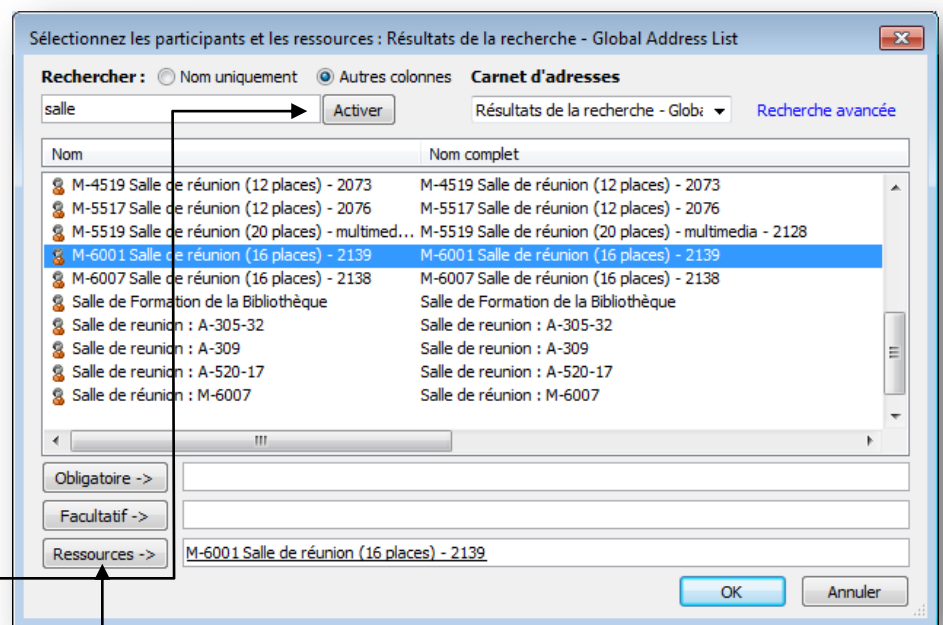 Sélectionnez les participants et les ressources : Résultats de la recherche - Global Address List
Rechercher : Nom uniquement Autres colonnes Carnet d'adresses
salle Activer Résultats de la recherche - Globa Recherche avancée
Nom Nom complet
M-4519 Salle de réunion (12 places) - 2073 M-4519 Salle de réunion (12 places) - 2073
M-5517 Salle de réunion (12 places) - 2076 M-5517 Salle de réunion (12 places) - 2076
M-5519 Salle de réunion (20 places) - multimed... M-5519 Salle de réunion (20 places) - multimedia - 2128
M-6001 Salle de réunion (16 places) - 2139 M-6001 Salle de réunion (16 places) - 2139
M-6007 Salle de réunion (16 places) - 2138 M-6007 Salle de réunion (16 places) - 2138
Salle de Formation de la Bibliothèque Salle de Formation de la Bibliothèque
Salle de reunion : A-305-32 Salle de reunion : A-305-32
Salle de reunion : A-309 Salle de reunion : A-309
Salle de reunion : A-520-17 Salle de reunion : A-520-17
Salle de réunion : M-6007 Salle de réunion : M-6007
Obligatoire ->
Facultatif ->
Ressources -> M-6001 Salle de réunion (16 places) - 2139
OK Annuler